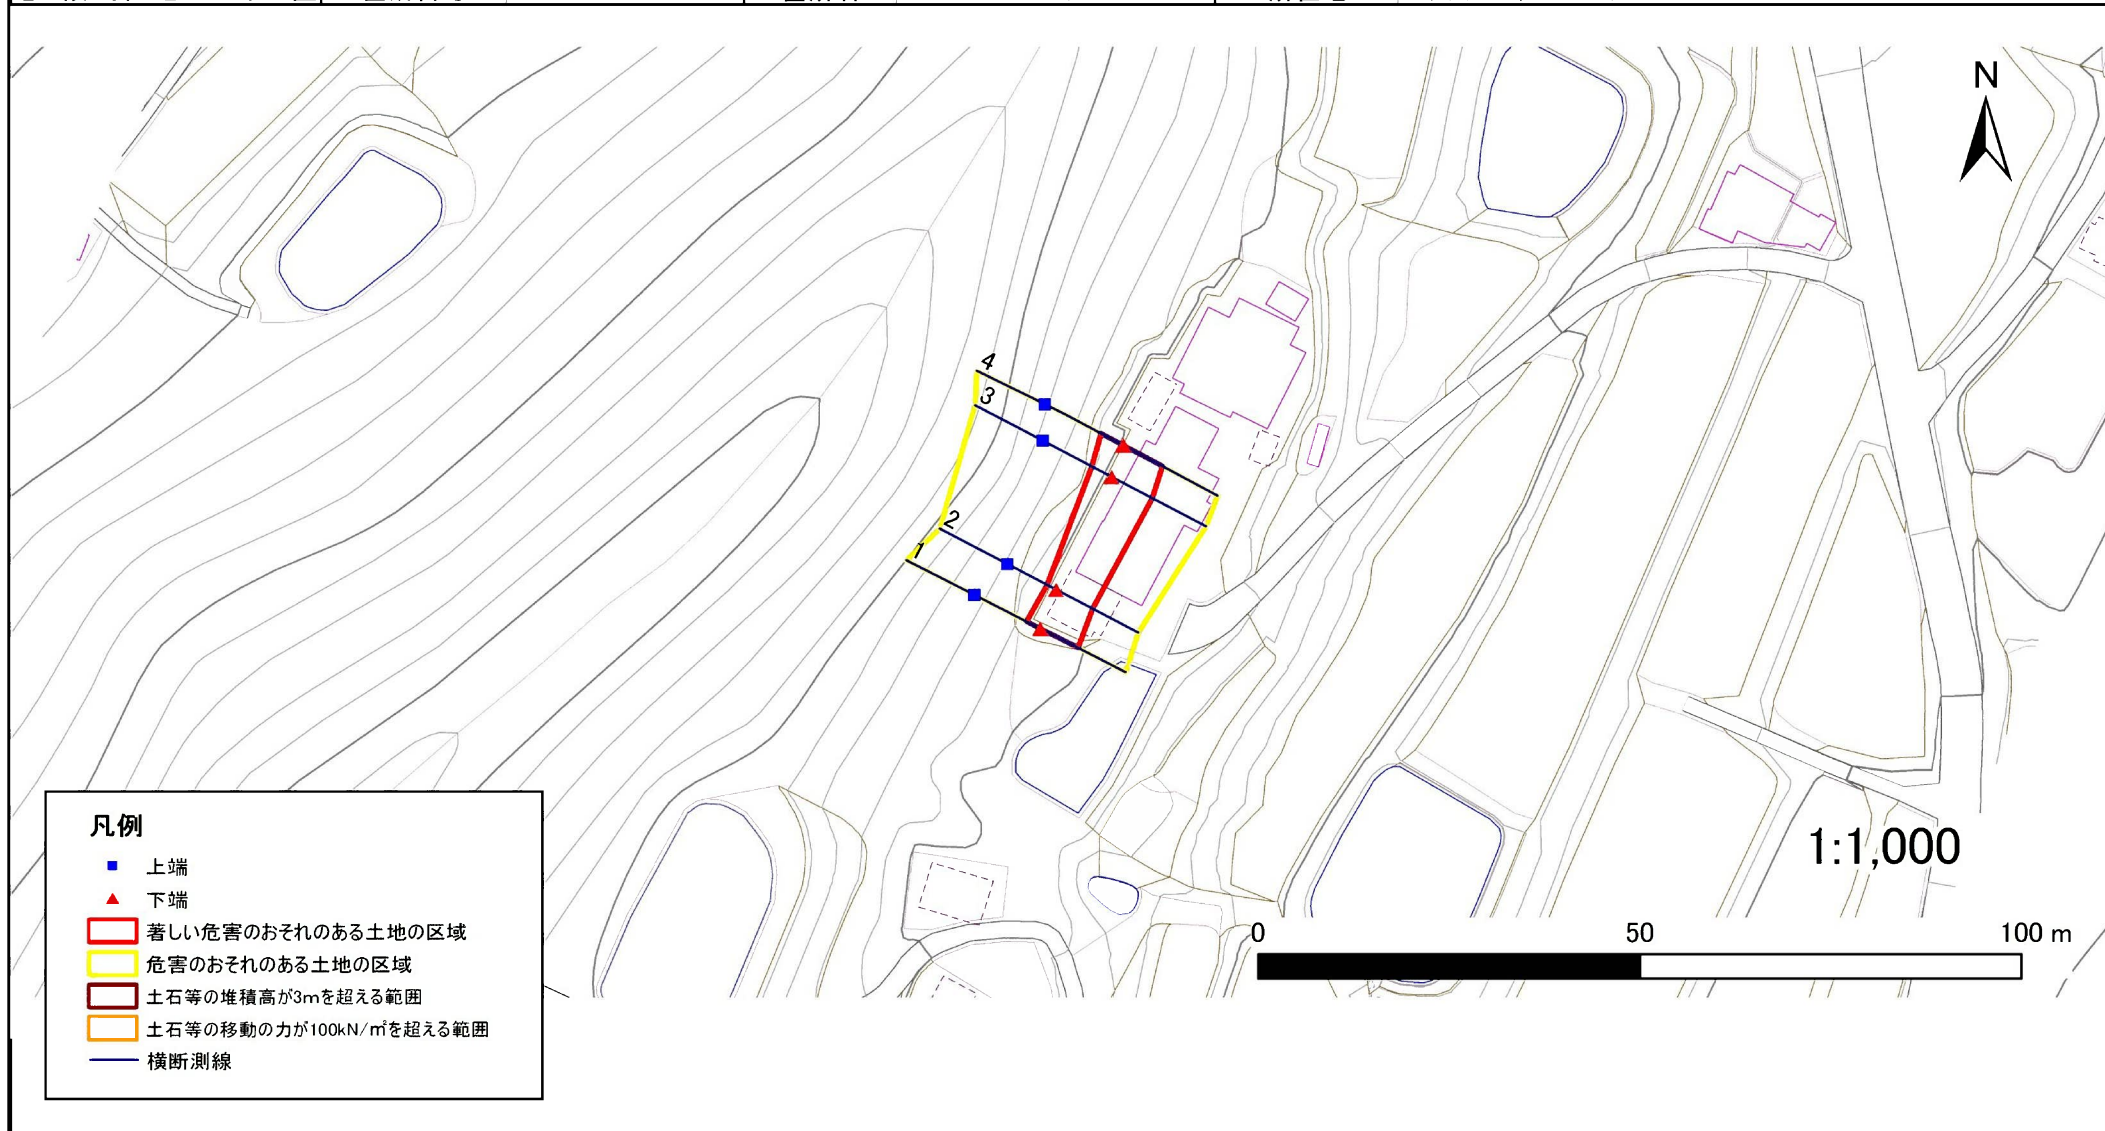 N
4
3
2
1
凡例
上端
下端
著しい危害のおそれのある土地の区域
危害のおそれのある土地の区域
土石等の堆積高が3mを超える範囲
土石等の移動の力が100kN/㎡を超える範囲
横断測線
1:1,000
0 50 100 m